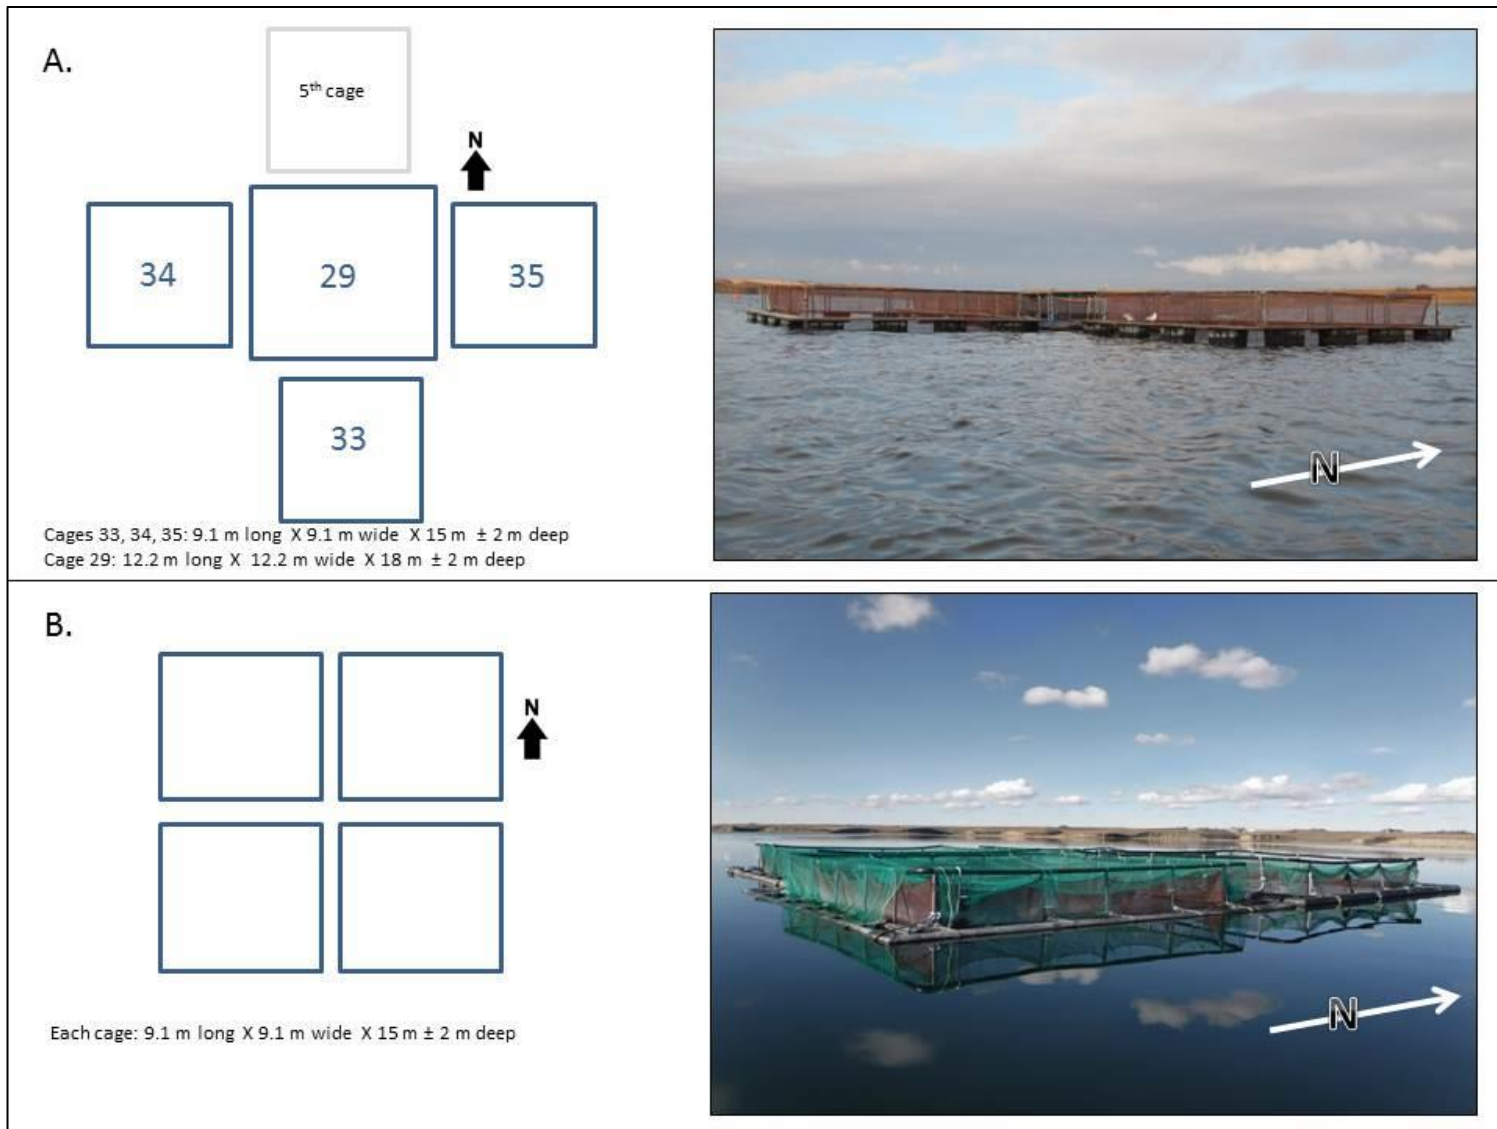 A.
5th cage
N
34
29
35
33
Cages 33, 34, 35: 9.1 m long X 9.1 m wide X 15 m ± 2 m deep
Cage 29: 12.2 m long X 12.2 m wide X 18 m ± 2 m deep
N
B.
N
Each cage: 9.1 m long X 9.1 m wide X 15 m ± 2 m deep
N